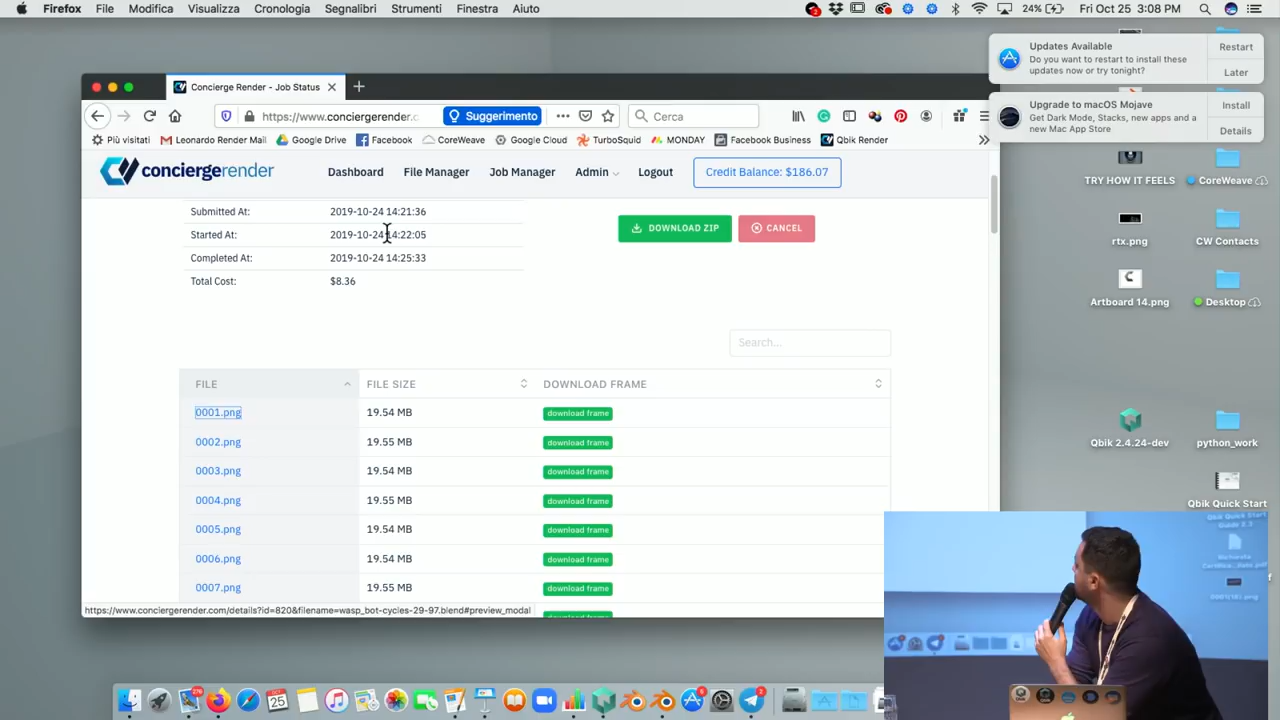 Firefox File Modifica Visualizza Cronologia Segnalibri Strumenti Finestra Aiuto
24% Fri Oct 25 3:08 PM
Updates Available
Do you want to restart to install these
updates now or try tonight?
Restart
Later
Upgrade to macOS Mojave
Get Dark Mode, Stacks, new apps and a
new Mac App Store
Install
Details
Concierge Render - Job Status
https://www.conciergerender.c
Suggerimento
Cerca
Più visitati Leonardo Render Mail Google Drive Facebook CoreWeave Google Cloud TurboSquid MONDAY Facebook Business Qbik Render
conciergerender
Dashboard File Manager Job Manager Admin Logout Credit Balance: $186.07
Submitted At: 2019-10-24 14:21:36
Started At: 2019-10-24 14:22:05
Completed At: 2019-10-24 14:25:33
Total Cost: $8.36
DOWNLOAD ZIP CANCEL
Search...
FILE FILE SIZE DOWNLOAD FRAME
0001.png 19.54 MB download frame
0002.png 19.55 MB download frame
0003.png 19.54 MB download frame
0004.png 19.55 MB download frame
0005.png 19.54 MB download frame
0006.png 19.54 MB download frame
0007.png 19.55 MB download frame
https://www.conciergerender.com/details?id=820&filename=wasp_bot-cycles-29-97.blend#preview_modal
TRY HOW IT FEELS
CoreWeave
rtx.png
CW Contacts
Artboard 14.png
Desktop
Qbik 2.4.24-dev
python_work
Qbik Quick Start
Guide 2.3